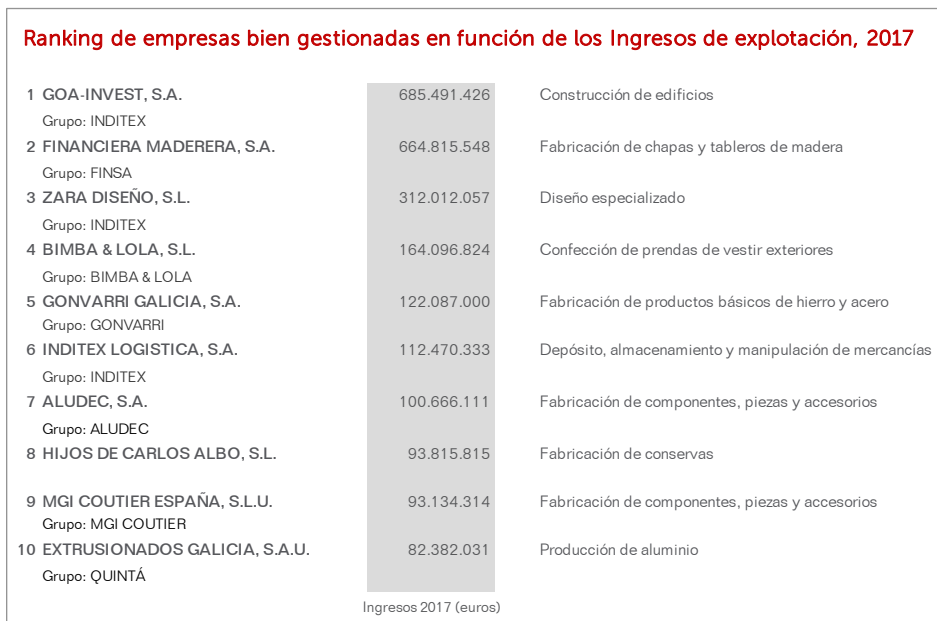 Ranking de empresas bien gestionadas en función de los Ingresos de explotación, 2017
1 GOA-INVEST, S.A. 685.491.426 Construcción de edificios
Grupo: INDITEX
2 FINANCIERA MADERERA, S.A. 664.815.548 Fabricación de chapas y tableros de madera
Grupo: FINSA
3 ZARA DISEÑO, S.L. 312.012.057 Diseño especializado
Grupo: INDITEX
4 BIMBA & LOLA, S.L. 164.096.824 Confección de prendas de vestir exteriores
Grupo: BIMBA & LOLA
5 GONVARRI GALICIA, S.A. 122.087.000 Fabricación de productos básicos de hierro y acero
Grupo: GONVARRI
6 INDITEX LOGISTICA, S.A. 112.470.333 Depósito, almacenamiento y manipulación de mercancías
Grupo: INDITEX
7 ALUDEC, S.A. 100.666.111 Fabricación de componentes, piezas y accesorios
Grupo: ALUDEC
8 HIJOS DE CARLOS ALBO, S.L. 93.815.815 Fabricación de conservas
9 MGI COUTIER ESPAÑA, S.L.U. 93.134.314 Fabricación de componentes, piezas y accesorios
Grupo: MGI COUTIER
10 EXTRUSIONADOS GALICIA, S.A.U. 82.382.031 Producción de aluminio
Grupo: QUINTÁ
Ingresos 2017 (euros)